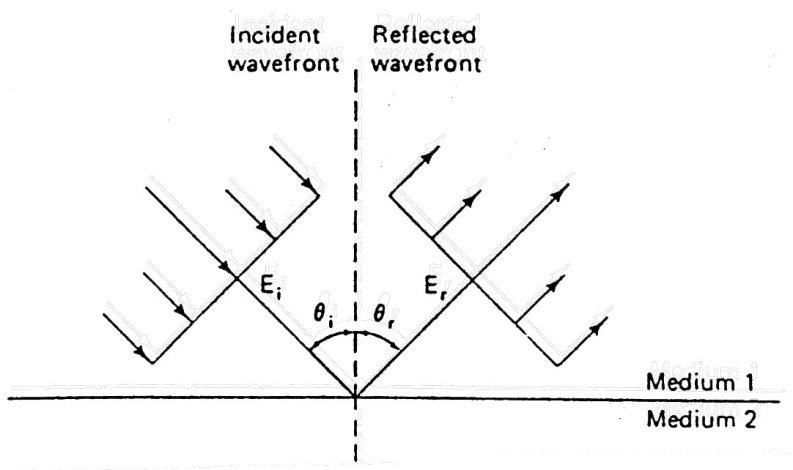 Incident
wavefront
Reflected
wavefront
E i
θ i
θ r
E r
Medium 1
Medium 2